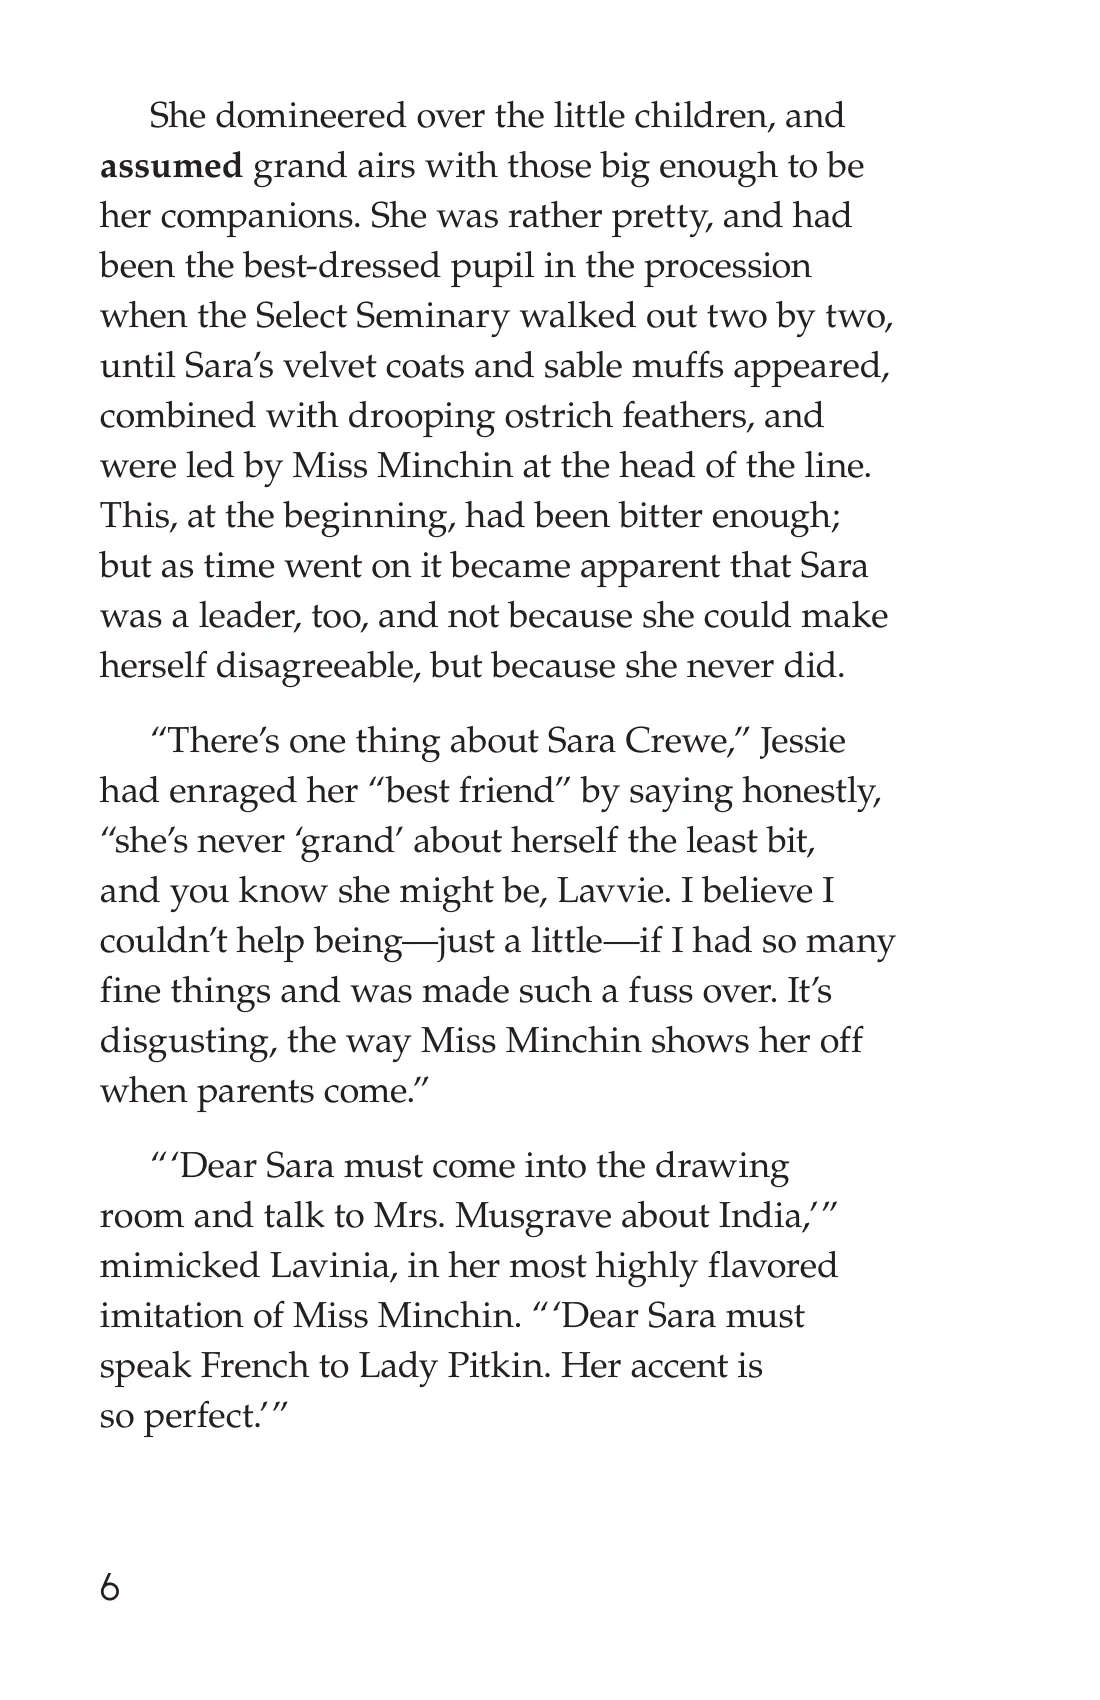 She domineered over the little children, and
assumed grand airs with those big enough to be
her companions. She was rather pretty, and had
been the best-dressed pupil in the procession
when the Select Seminary walked out two by two,
until Sara’s velvet coats and sable muffs appeared,
combined with drooping ostrich feathers, and
were led by Miss Minchin at the head of the line.
This, at the beginning, had been bitter enough;
but as time went on it became apparent that Sara
was a leader, too, and not because she could make
herself disagreeable, but because she never did.
“There’s one thing about Sara Crewe,” Jessie
had enraged her “best friend” by saying honestly,
“she’s never ‘grand’ about herself the least bit,
and you know she might be, Lavvie. I believe I
couldn’t help being—just a little—if I had so many
fine things and was made such a fuss over. It’s
disgusting, the way Miss Minchin shows her off
when parents come.”
“‘Dear Sara must come into the drawing
room and talk to Mrs. Musgrave about India,’”
mimicked Lavinia, in her most highly flavored
imitation of Miss Minchin. “‘Dear Sara must
speak French to Lady Pitkin. Her accent is
so perfect.’”
6